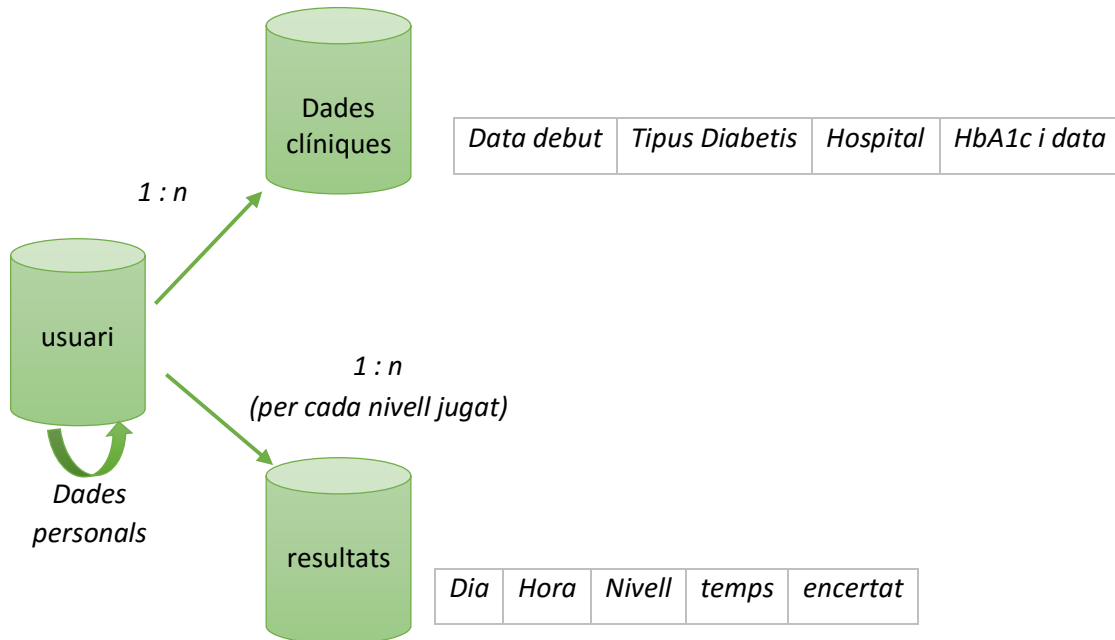 Dades
clíniques
Data debut Tipus Diabetis Hospital HbA1c i data
1 : n
usuari
1 : n
(per cada nivell jugat)
Dades
personals
resultats
Dia Hora Nivell temps encertat